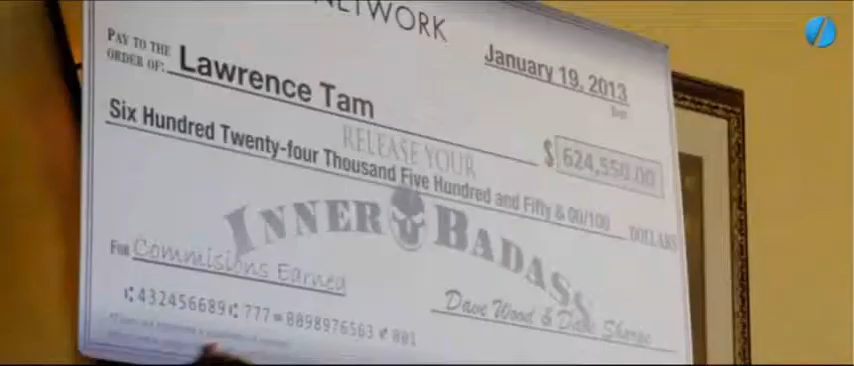 NETWORK
January 19, 2013
PAY TO THE
ORDER OF: Lawrence Tam
$ 624,550.00
Six Hundred Twenty-four Thousand Five Hundred and Fifty & 00/100 DOLLARS
RELEASE YOUR
INNER BADASS
FOR Commisions Earned
Dave Wood & Dave Sharpe
⑆432456689⑆ 777⑈8898976563⑈ 001